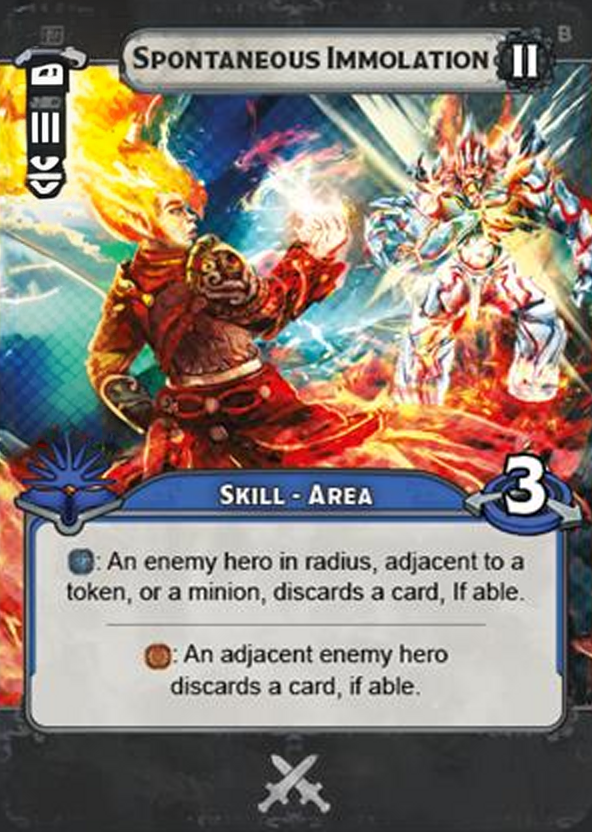 SPONTANEOUS IMMOLATION
II
SKILL - AREA
3
: An enemy hero in radius, adjacent to a
token, or a minion, discards a card, If able.
: An adjacent enemy hero
discards a card, if able.